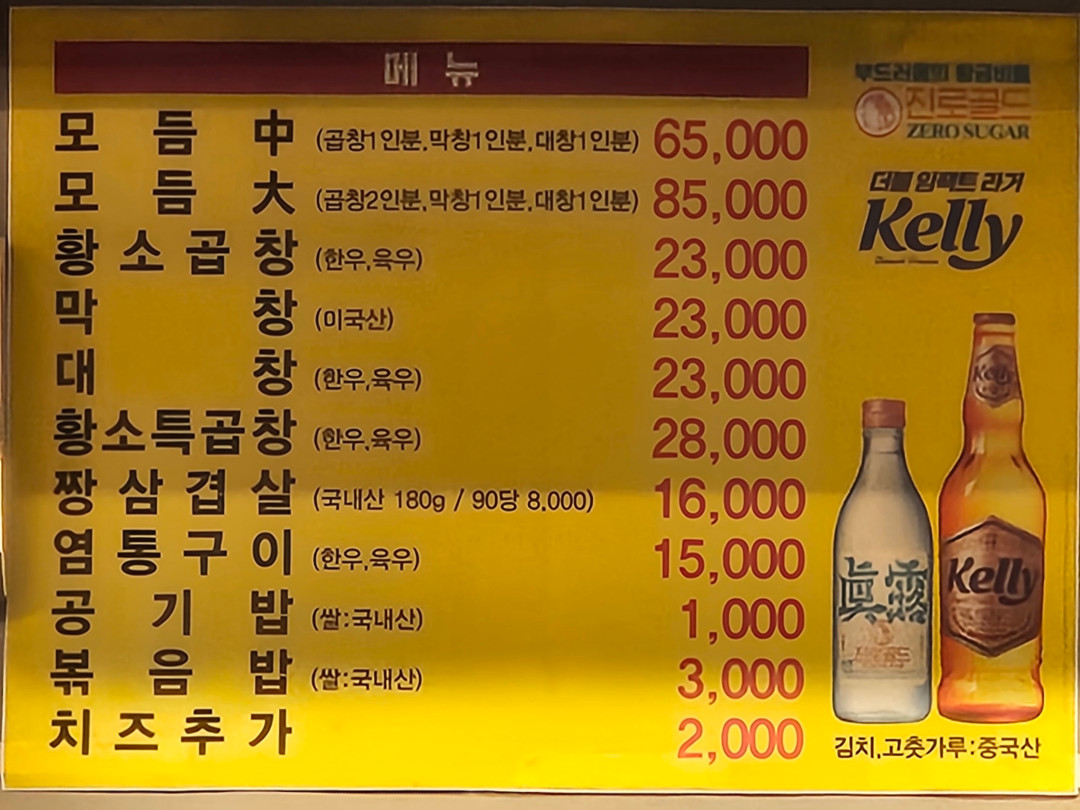 메뉴
모듬 中 (곱창1인분,막창1인분,대창1인분) 65,000
모듬 大 (곱창2인분,막창1인분,대창1인분) 85,000
황소곱창 (한우,육우) 23,000
막창 (미국산) 23,000
대창 (한우,육우) 23,000
황소특곱창 (한우,육우) 28,000
짱삼겹살 (국내산 180g / 90당 8,000) 16,000
염통구이 (한우,육우) 15,000
공기밥 (쌀:국내산) 1,000
볶음밥 (쌀:국내산) 3,000
치즈추가 2,000
부드러움의 황금비율
진로골드
ZERO SUGAR
더블 임팩트 라거
Kelly
Kelly
眞露
진로골드
Kelly
김치,고춧가루:중국산